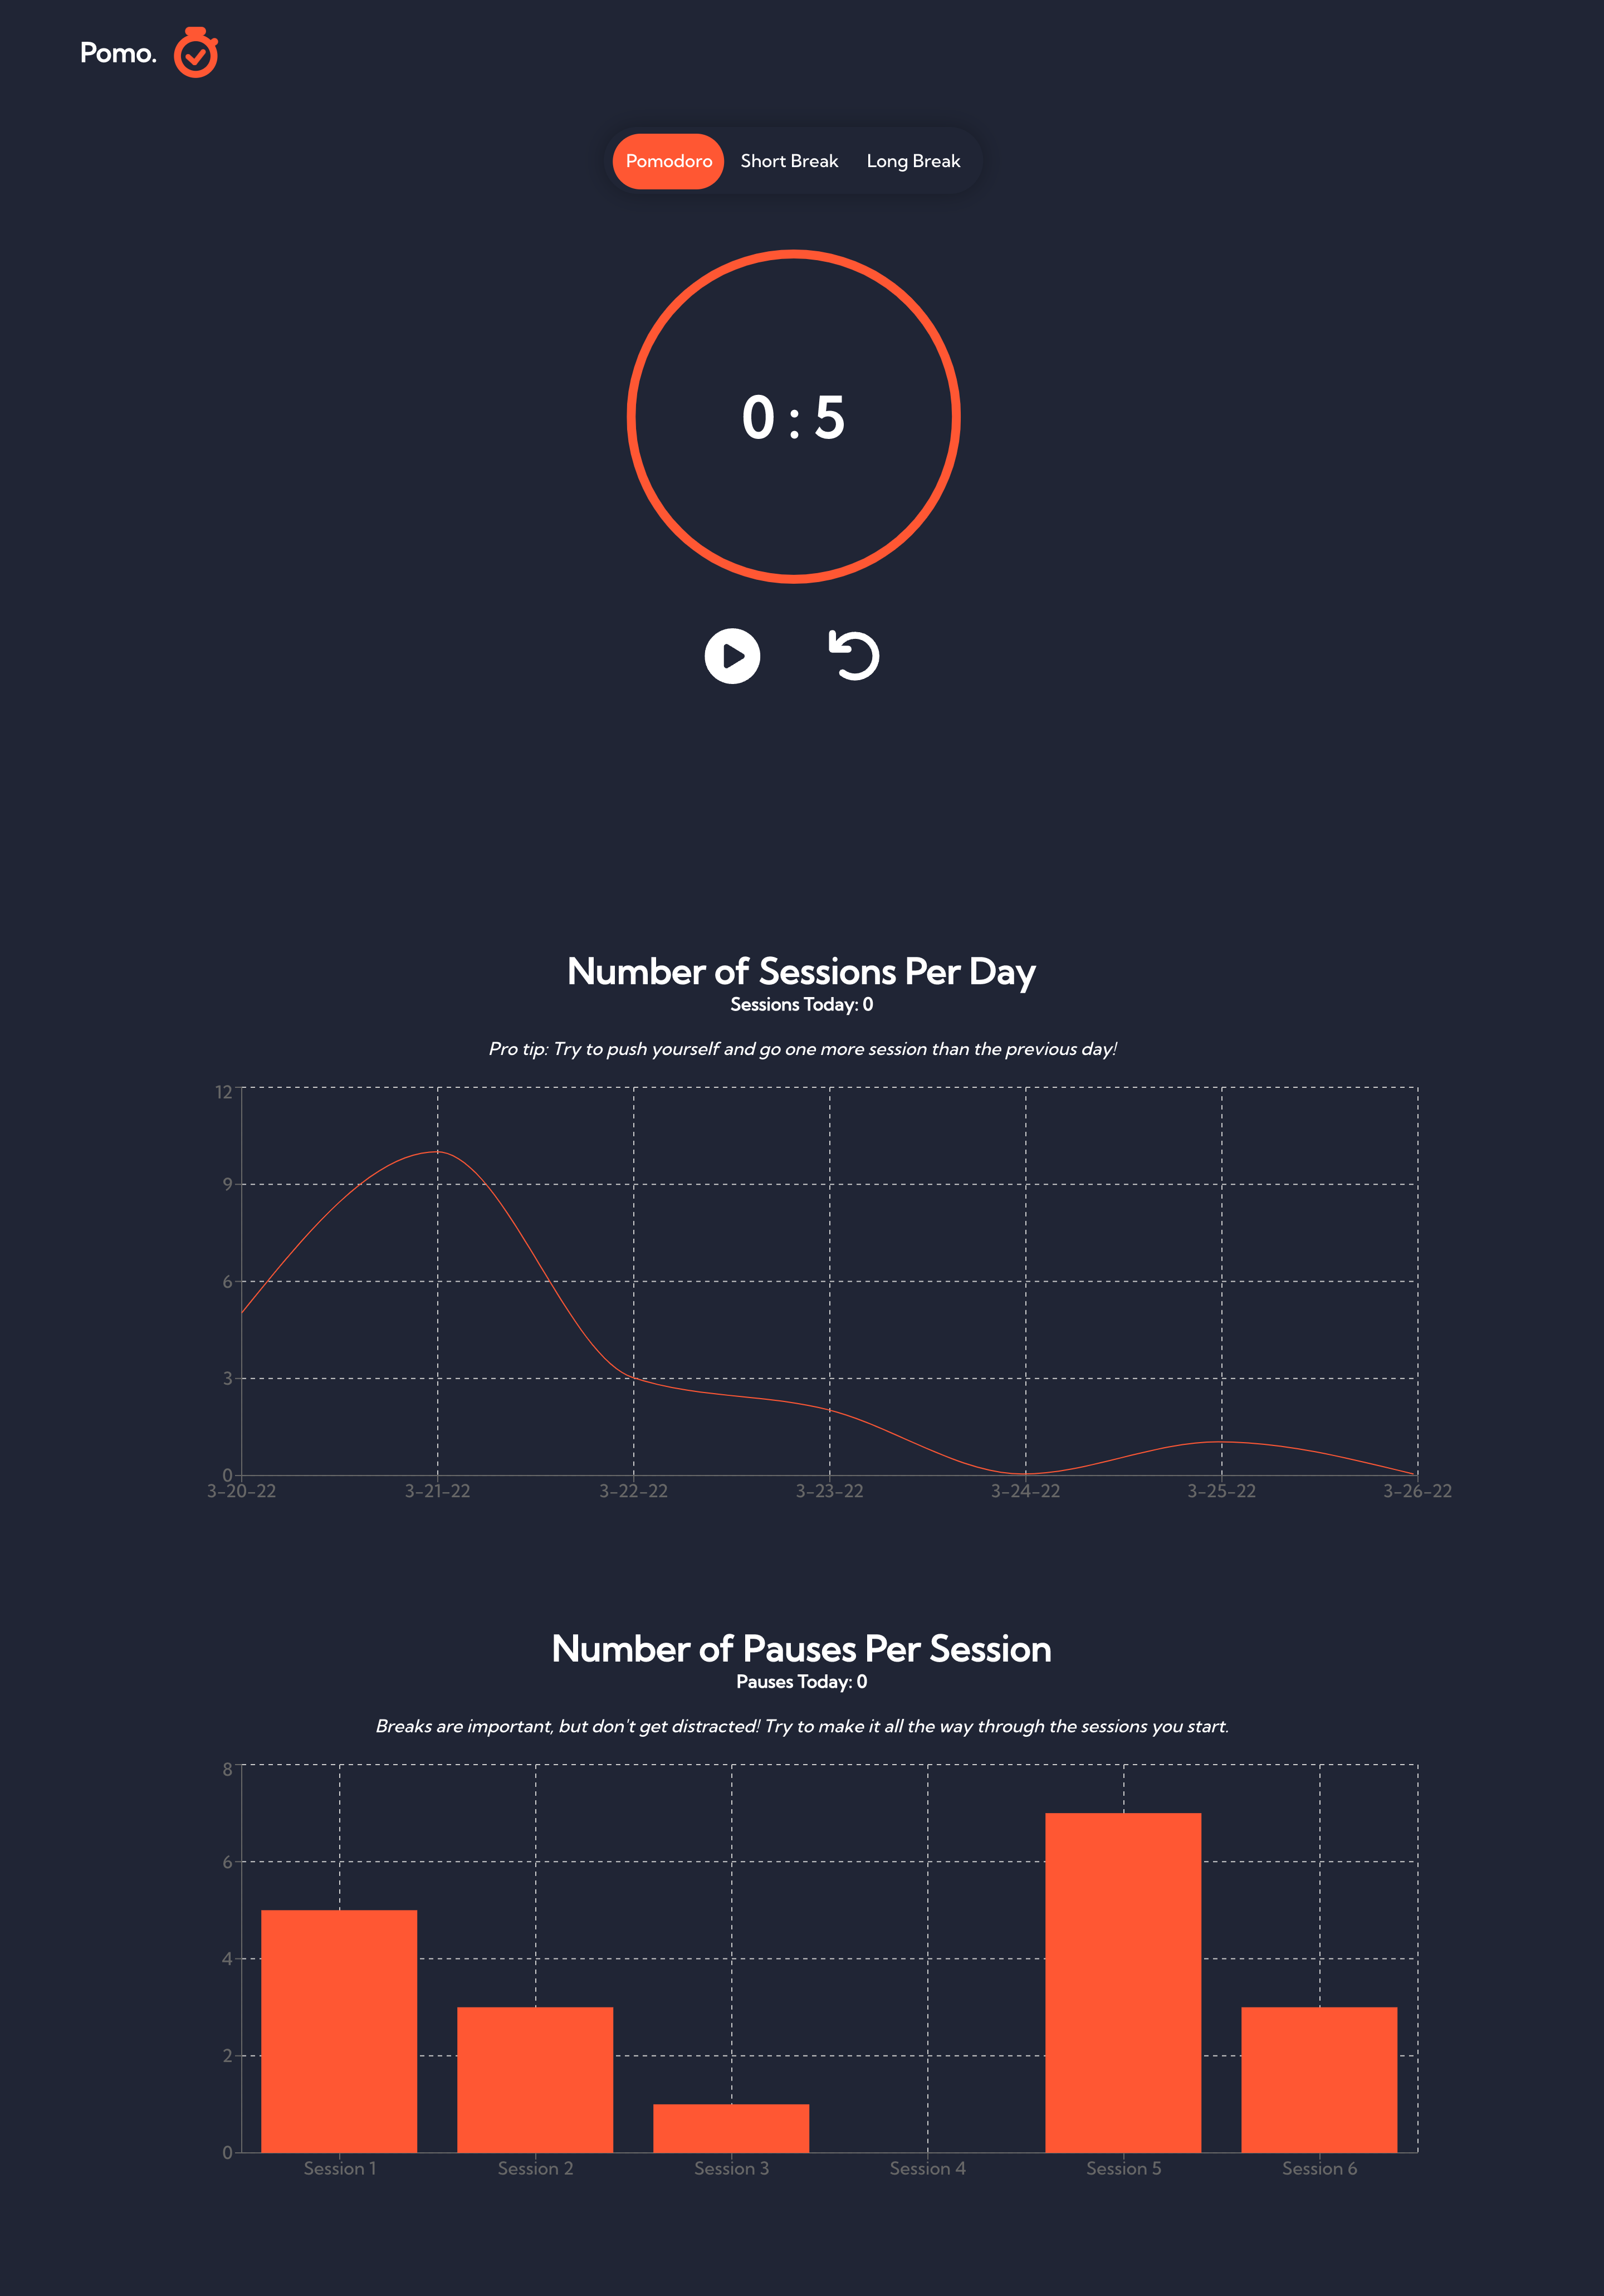 Pomo.
Pomodoro Short Break Long Break
0 : 5
Number of Sessions Per Day
Sessions Today: 0
Pro tip: Try to push yourself and go one more session than the previous day!
12
9
6
3
0
3-20-22 3-21-22 3-22-22 3-23-22 3-24-22 3-25-22 3-26-22
Number of Pauses Per Session
Pauses Today: 0
Breaks are important, but don't get distracted! Try to make it all the way through the sessions you start.
8
6
4
2
0
Session 1 Session 2 Session 3 Session 4 Session 5 Session 6